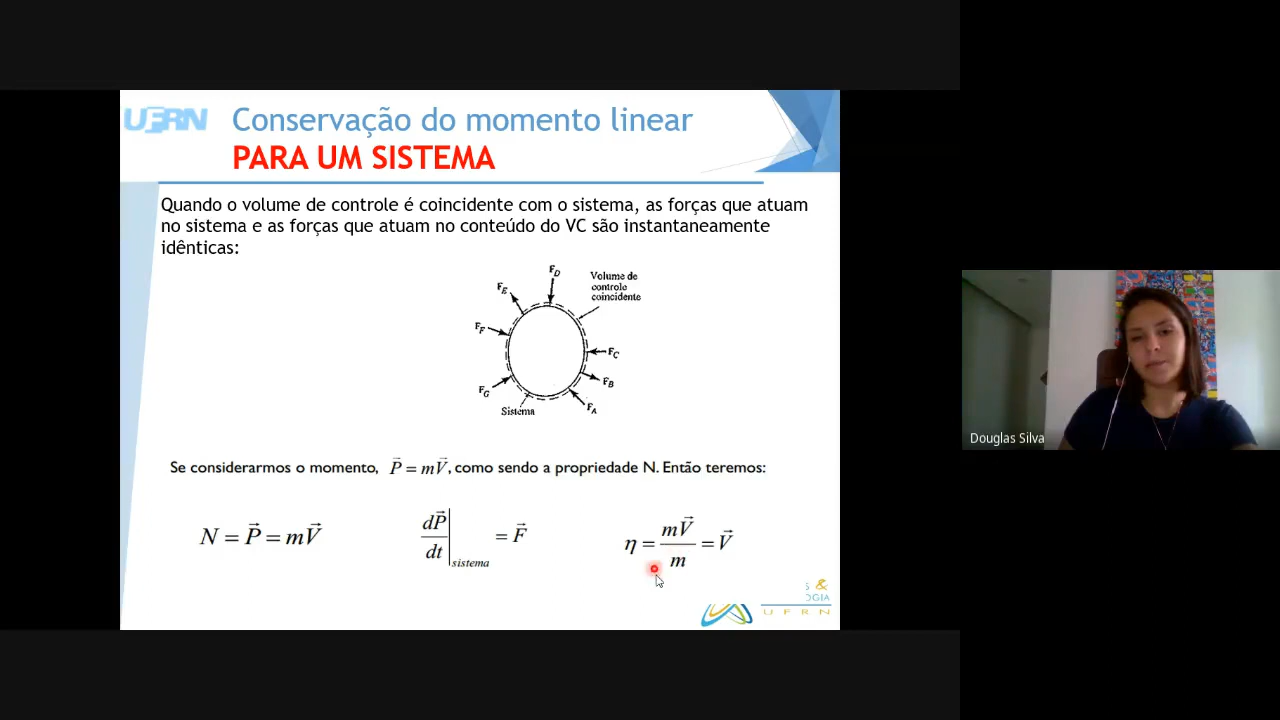 UFRN
Conservação do momento linear
PARA UM SISTEMA
Quando o volume de controle é coincidente com o sistema, as forças que atuam
no sistema e as forças que atuam no conteúdo do VC são instantaneamente
idênticas:
F_D
F_E
Volume de
controle
coincidente
F_F
F_C
F_B
F_G
F_A
Sistema
Se considerarmos o momento, P⃗ = mV⃗, como sendo a propriedade N. Então teremos:
N = P⃗ = mV⃗
dP⃗/dt |sistema = F⃗
η = mV⃗/m = V⃗
S &
OGIA
U F R N
Douglas Silva